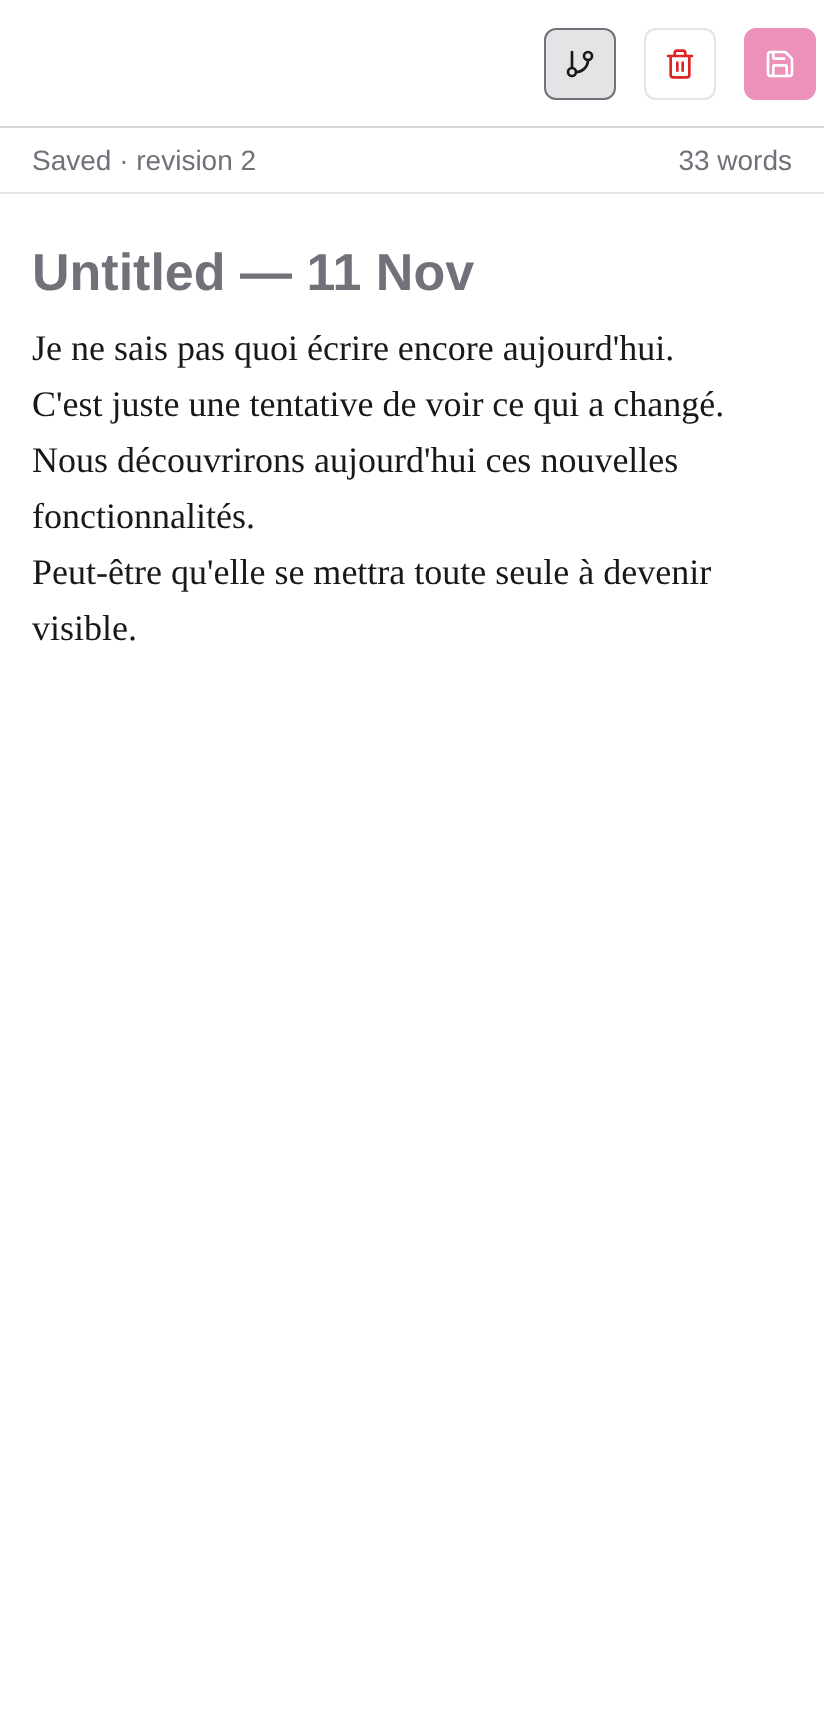 Saved · revision 2
33 words
Untitled — 11 Nov
Je ne sais pas quoi écrire encore aujourd'hui.
C'est juste une tentative de voir ce qui a changé.
Nous découvrirons aujourd'hui ces nouvelles
fonctionnalités.
Peut-être qu'elle se mettra toute seule à devenir
visible.